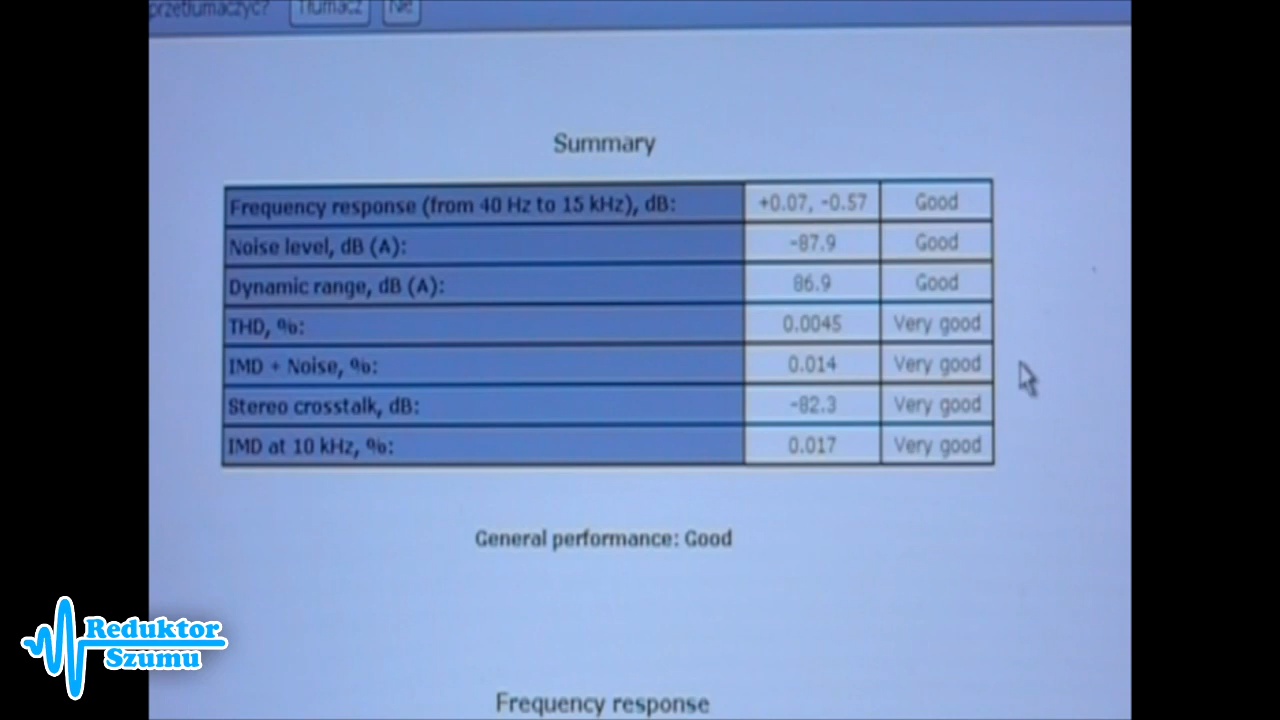 przetłumaczyć? Tłumacz Nie
Summary
Frequency response (from 40 Hz to 15 kHz), dB: +0.07, -0.57 Good
Noise level, dB (A): -87.9 Good
Dynamic range, dB (A): 86.9 Good
THD, %: 0.0045 Very good
IMD + Noise, %: 0.014 Very good
Stereo crosstalk, dB: -82.3 Very good
IMD at 10 kHz, %: 0.017 Very good
General performance: Good
Reduktor
Szumu
Frequency response